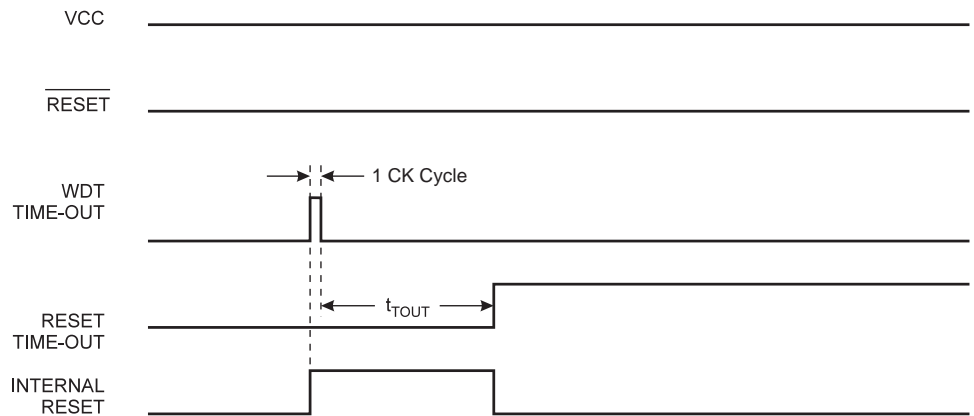 VCC
RESET
1 CK Cycle
WDT
TIME-OUT
tTOUT
RESET
TIME-OUT
INTERNAL
RESET